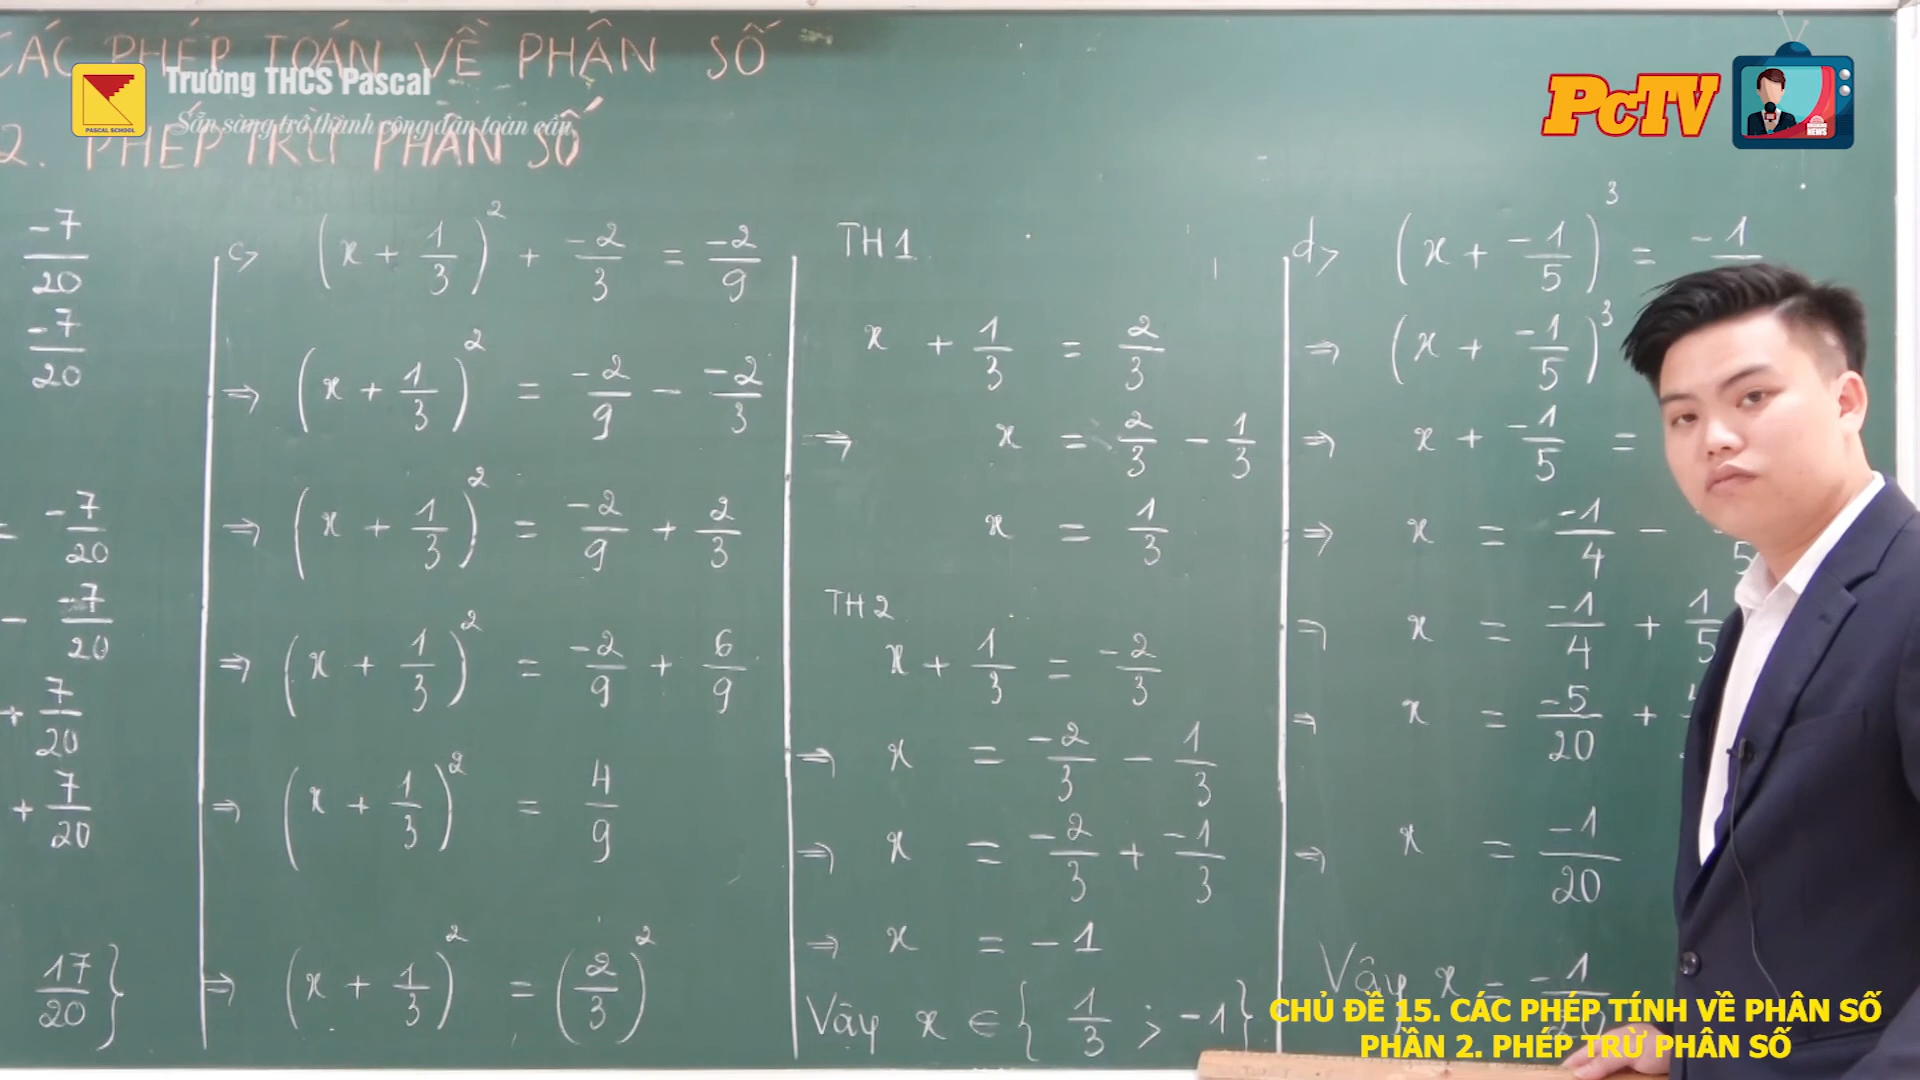 CÁC PHÉP TOÁN VỀ PHÂN SỐ
Trường THCS Pascal
Sẵn sàng trở thành công dân toàn cầu
PASCAL SCHOOL
PcTV
NEWS
2. PHÉP TRỪ PHÂN SỐ
-7/20
-7/20
- -7/20
- -7/20
+ 7/20
+ 7/20
17/20}
c> (x + 1/3)² + -2/3 = -2/9
⇒ (x + 1/3)² = -2/9 - -2/3
⇒ (x + 1/3)² = -2/9 + 2/3
⇒ (x + 1/3)² = -2/9 + 6/9
⇒ (x + 1/3)² = 4/9
⇒ (x + 1/3)² = (2/3)²
TH1
x + 1/3 = 2/3
⇒ x = 2/3 - 1/3
x = 1/3
TH2
x + 1/3 = -2/3
⇒ x = -2/3 - 1/3
⇒ x = -2/3 + -1/3
⇒ x = -1
Vậy x ∈ {1/3 ; -1}
d> (x + -1/5)³ = -1
⇒ (x + -1/5)³
⇒ x + -1/5 =
⇒ x = -1/4 - 5
⇒ x = -1/4 + 1/5
⇒ x = -5/20 +
⇒ x = -1/20
Vậy x = -1/20
CHỦ ĐỀ 15. CÁC PHÉP TÍNH VỀ PHÂN SỐ
PHẦN 2. PHÉP TRỪ PHÂN SỐ